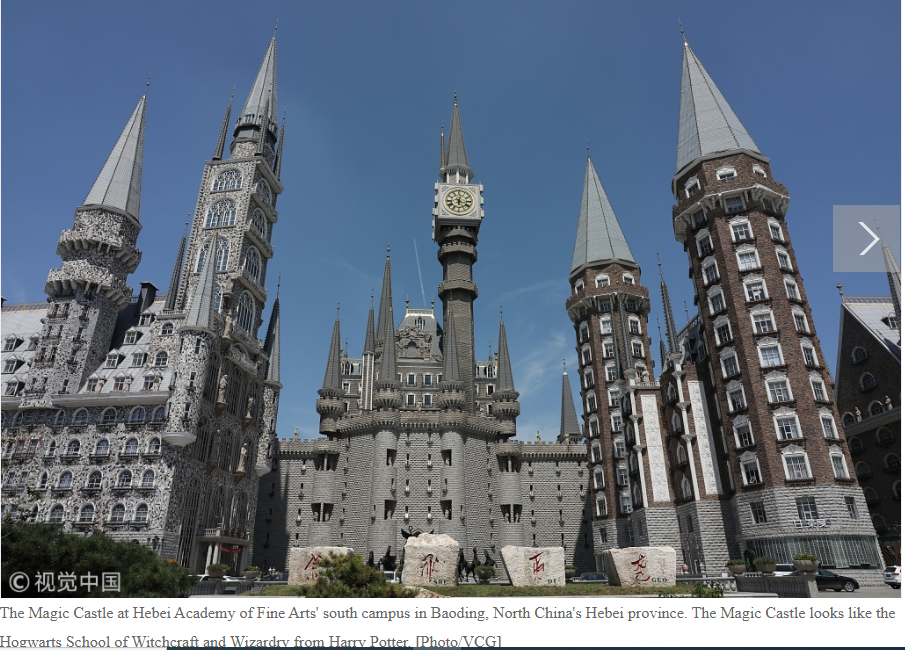 DI
GUO
© 视觉中国
The Magic Castle at Hebei Academy of Fine Arts' south campus in Baoding, North China's Hebei province. The Magic Castle looks like the
Hogwarts School of Witchcraft and Wizardry from Harry Potter. [Photo/VCG]